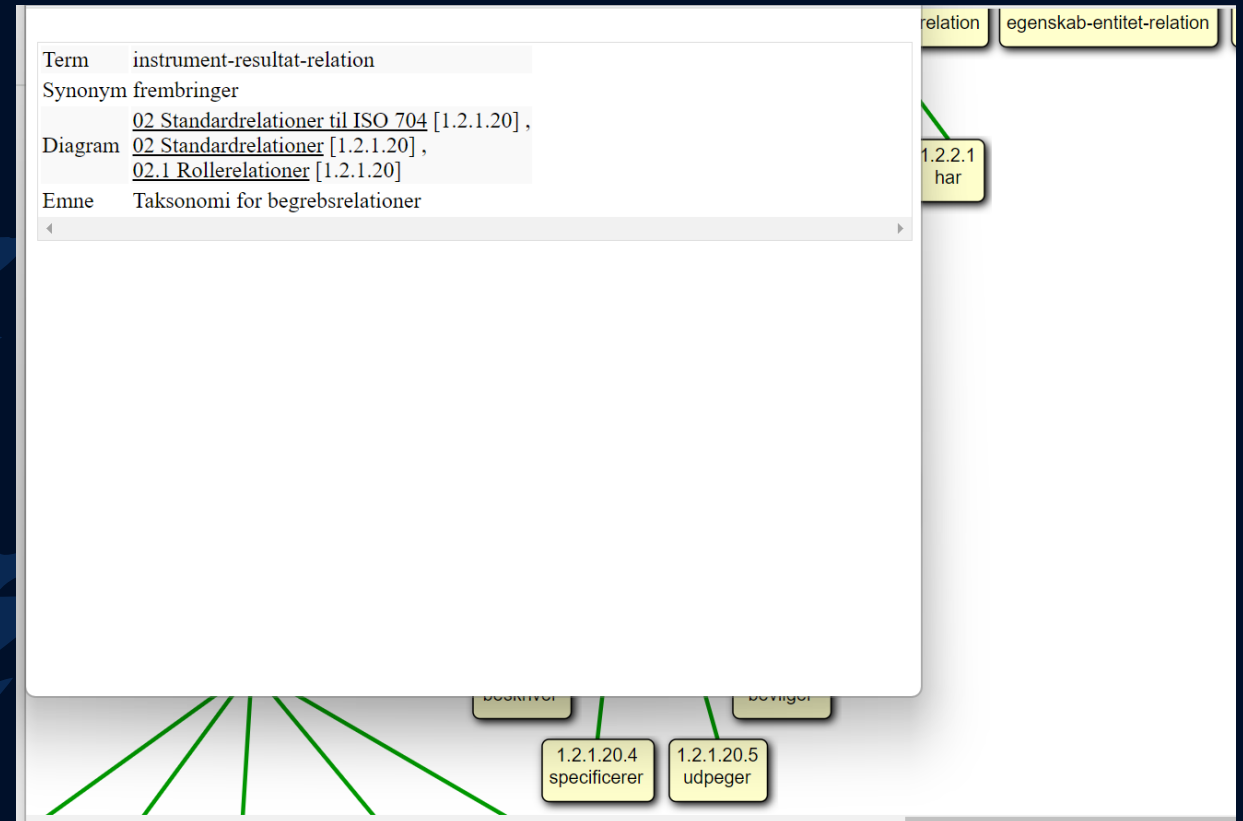 Term instrument-resultat-relation
Synonym frembringer
Diagram 02 Standardrelationer til ISO 704 [1.2.1.20] ,
02 Standardrelationer [1.2.1.20] ,
02.1 Rollerelationer [1.2.1.20]
Emne Taksonomi for begrebsrelationer
relation
egenskab-entitet-relation
1.2.2.1
har
beskriver
bevilger
1.2.1.20.4
specificerer
1.2.1.20.5
udpeger